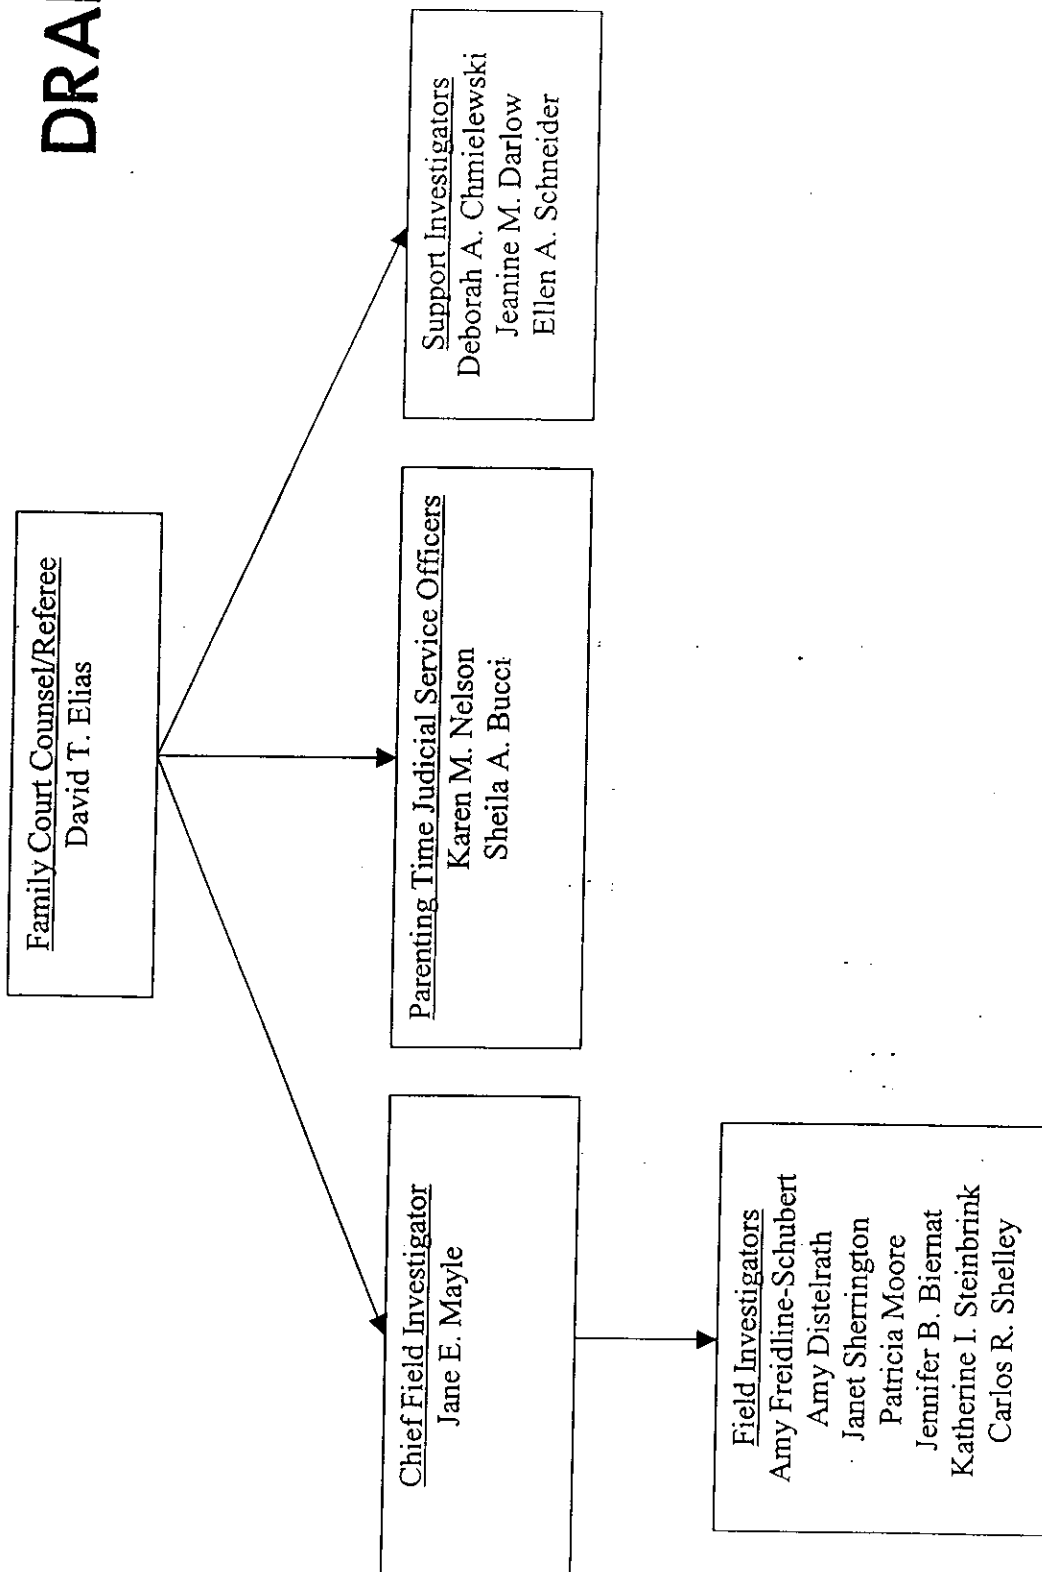 DRA
Family Court Counsel/Referee
David T. Elias
Chief Field Investigator
Jane E. Mayle
Parenting Time Judicial Service Officers
Karen M. Nelson
Sheila A. Bucci
Support Investigators
Deborah A. Chmielewski
Jeanine M. Darlow
Ellen A. Schneider
Field Investigators
Amy Freidline-Schubert
Amy Distelrath
Janet Sherrington
Patricia Moore
Jennifer B. Biernat
Katherine I. Steinbrink
Carlos R. Shelley